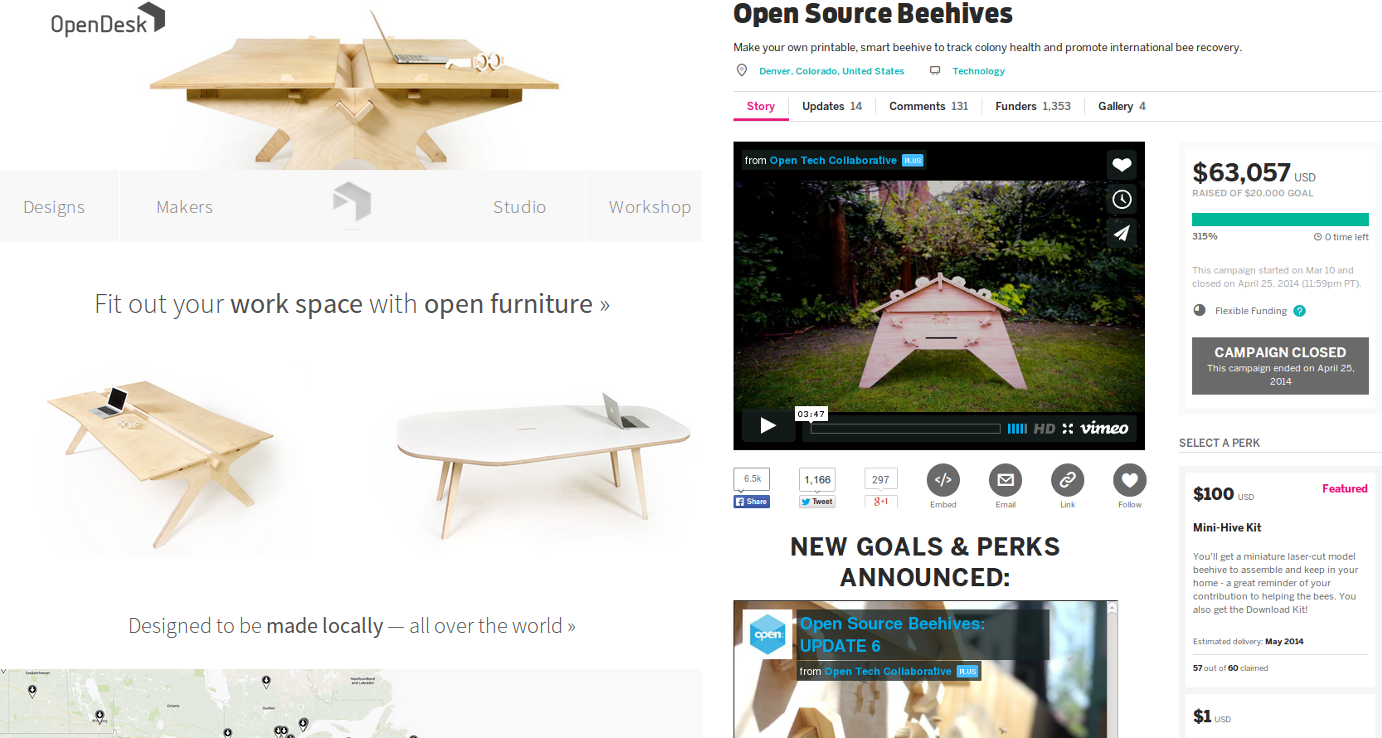 OpenDesk
Designs
Makers
Studio
Workshop
Fit out your work space with open furniture »
Designed to be made locally — all over the world »
Saskatchewan
Ontario
Quebec
Newfoundland
and Labrador
Open Source Beehives
Make your own printable, smart beehive to track colony health and promote international bee recovery.
Denver, Colorado, United States
Technology
Story
Updates 14
Comments 131
Funders 1,353
Gallery 4
from Open Tech Collaborative PLUS
03:47
HD
vimeo
6.5k
1,166
297
Share
Tweet
g+1
Embed
Email
Link
Follow
NEW GOALS & PERKS
ANNOUNCED:
open:
Open Source Beehives:
UPDATE 6
from Open Tech Collaborative PLUS
$63,057 USD
RAISED OF $20,000 GOAL
315%
0 time left
This campaign started on Mar 10 and
closed on April 25, 2014 (11:59pm PT).
Flexible Funding ?
CAMPAIGN CLOSED
This campaign ended on April 25,
2014
SELECT A PERK
$100 USD
Featured
Mini-Hive Kit
You'll get a miniature laser-cut model
beehive to assemble and keep in your
home - a great reminder of your
contribution to helping the bees. You
also get the Download Kit!
Estimated delivery: May 2014
57 out of 60 claimed
$1 USD